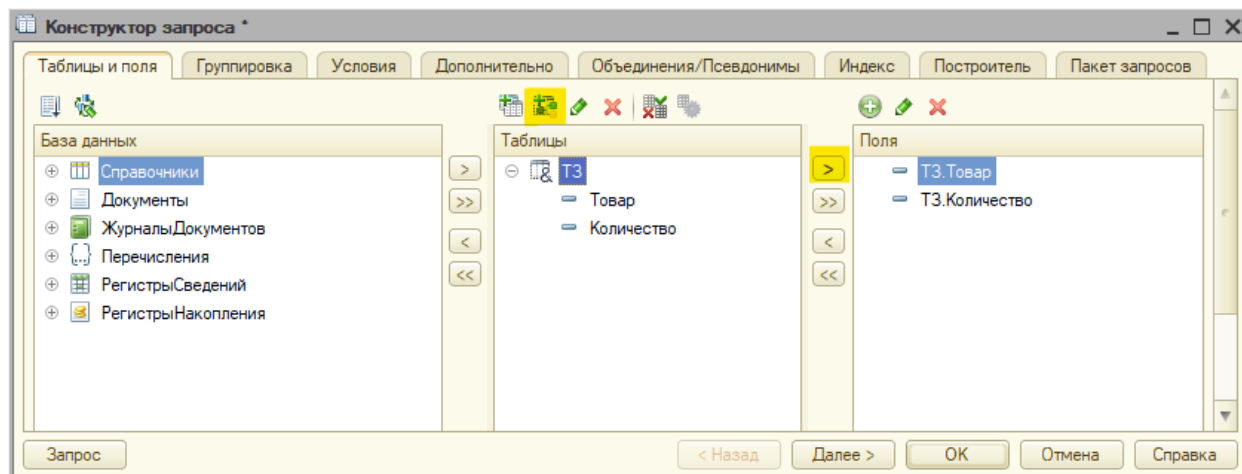 Конструктор запроса *
Таблицы и поля Группировка Условия Дополнительно Объединения/Псевдонимы Индекс Построитель Пакет запросов
База данных Таблицы Поля
Справочники > ТЗ > ТЗ.Товар
Документы >> Товар >> ТЗ.Количество
ЖурналыДокументов < Количество <
Перечисления << <<
РегистрыСведений
РегистрыНакопления
Запрос < Назад Далее > OK Отмена Справка